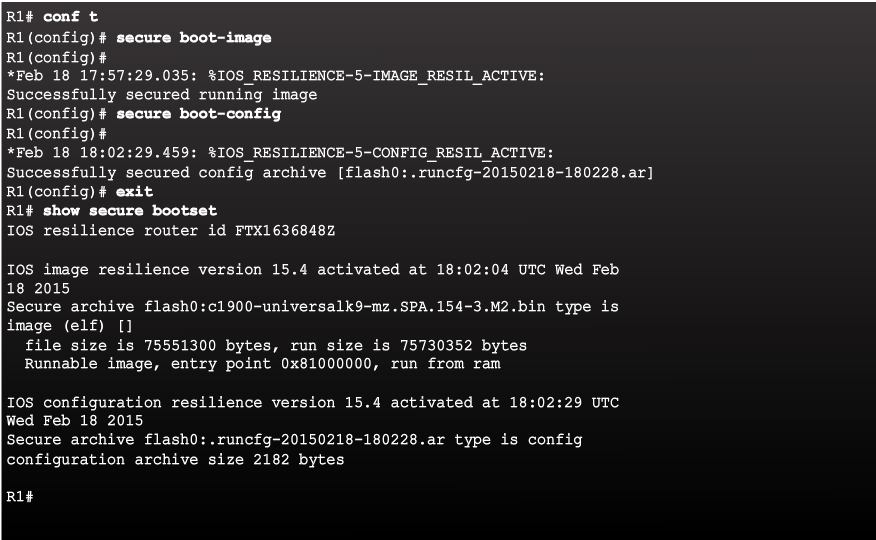 R1# conf t
R1(config)# secure boot-image
R1(config)#
*Feb 18 17:57:29.035: %IOS_RESILIENCE-5-IMAGE_RESIL_ACTIVE:
Successfully secured running image
R1(config)# secure boot-config
R1(config)#
*Feb 18 18:02:29.459: %IOS_RESILIENCE-5-CONFIG_RESIL_ACTIVE:
Successfully secured config archive [flash0:.runcfg-20150218-180228.ar]
R1(config)# exit
R1# show secure bootset
IOS resilience router id FTX1636848Z

IOS image resilience version 15.4 activated at 18:02:04 UTC Wed Feb
18 2015
Secure archive flash0:c1900-universalk9-mz.SPA.154-3.M2.bin type is
image (elf) []
  file size is 75551300 bytes, run size is 75730352 bytes
  Runnable image, entry point 0x81000000, run from ram

IOS configuration resilience version 15.4 activated at 18:02:29 UTC
Wed Feb 18 2015
Secure archive flash0:.runcfg-20150218-180228.ar type is config
configuration archive size 2182 bytes

R1#